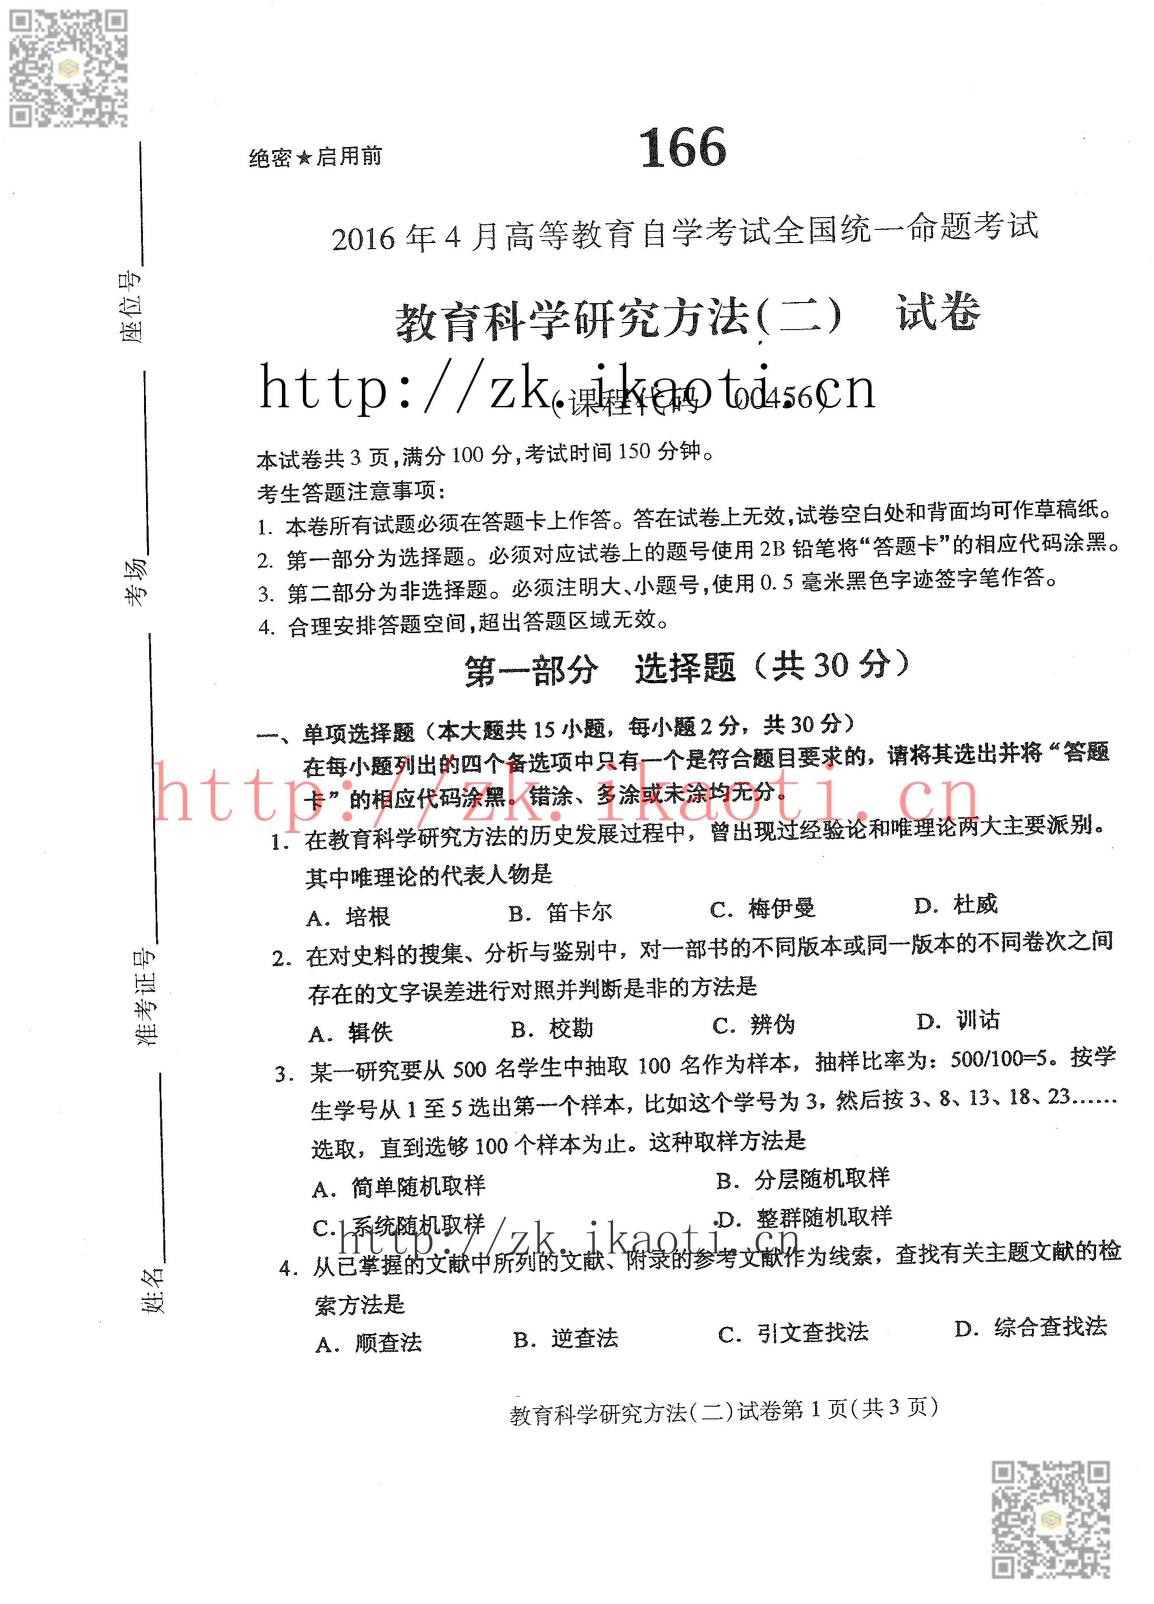 绝密★启用前
166
2016 年 4 月高等教育自学考试全国统一命题考试
教育科学研究方法(二) 试卷
http://zk.ikaoti.cn
(课程代码 00456)
本试卷共 3 页,满分 100 分,考试时间 150 分钟。
考生答题注意事项:
1. 本卷所有试题必须在答题卡上作答。答在试卷上无效,试卷空白处和背面均可作草稿纸。
2. 第一部分为选择题。必须对应试卷上的题号使用 2B 铅笔将“答题卡”的相应代码涂黑。
3. 第二部分为非选择题。必须注明大、小题号,使用 0.5 毫米黑色字迹签字笔作答。
4. 合理安排答题空间,超出答题区域无效。
第一部分 选择题(共 30 分)
一、单项选择题(本大题共 15 小题,每小题 2 分,共 30 分)
在每小题列出的四个备选项中只有一个是符合题目要求的,请将其选出并将“答题
http://zk.ikaoti.cn
卡”的相应代码涂黑。错涂、多涂或未涂均无分。
1. 在教育科学研究方法的历史发展过程中,曾出现过经验论和唯理论两大主要派别。
其中唯理论的代表人物是
A. 培根 B. 笛卡尔 C. 梅伊曼 D. 杜威
2. 在对史料的搜集、分析与鉴别中,对一部书的不同版本或同一版本的不同卷次之间
存在的文字误差进行对照并判断是非的方法是
A. 辑佚 B. 校勘 C. 辨伪 D. 训诂
3. 某一研究要从 500 名学生中抽取 100 名作为样本,抽样比率为:500/100=5。按学
生学号从 1 至 5 选出第一个样本,比如这个学号为 3,然后按 3、8、13、18、23……
选取,直到选够 100 个样本为止。这种取样方法是
A. 简单随机取样 B. 分层随机取样
C. 系统随机取样 D. 整群随机取样
http://zk.ikaoti.cn
4. 从已掌握的文献中所列的文献、附录的参考文献作为线索,查找有关主题文献的检
索方法是
A. 顺查法 B. 逆查法 C. 引文查找法 D. 综合查找法
教育科学研究方法(二)试卷第 1 页(共 3 页)
座位号
考场
准考证号
姓名